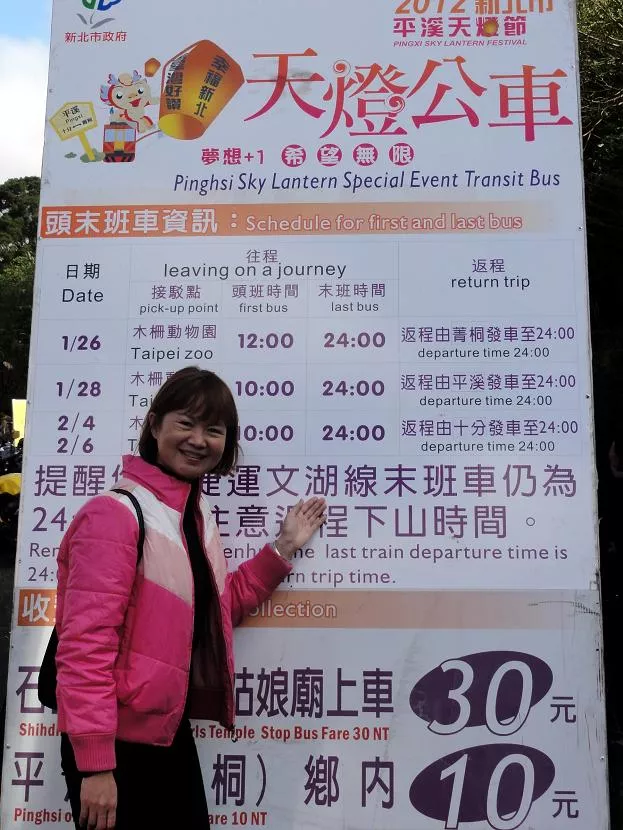 新北市政府
2012 新北市
平溪天燈節
PINGXI SKY LANTERN FESTIVAL
幸福新北
平溪
Pingsi
天燈公車
夢想+1 希望無限
Pinghsi Sky Lantern Special Event Transit Bus
頭末班車資訊：Schedule for first and last bus
日期
Date
往程
leaving on a journey
返程
return trip
接駁點
pick-up point
頭班時間
first bus
末班時間
last bus
1/26
木柵動物園
Taipei zoo
12:00
24:00
返程由菁桐發車至24:00
departure time 24:00
1/28
木柵
10:00
24:00
返程由平溪發車至24:00
departure time 24:00
2/4
2/6
木
10:00
24:00
返程由十分發車至24:00
departure time 24:00
提醒 捷運文湖線末班車仍為
24 注意 程下山時間。
last train departure time is
24: trip time.
收 ollection
石 姑娘廟上車 30 元
Temple Stop Bus Fare 30 NT
平 桐）鄉內 10 元
Pinghsi are 10 NT